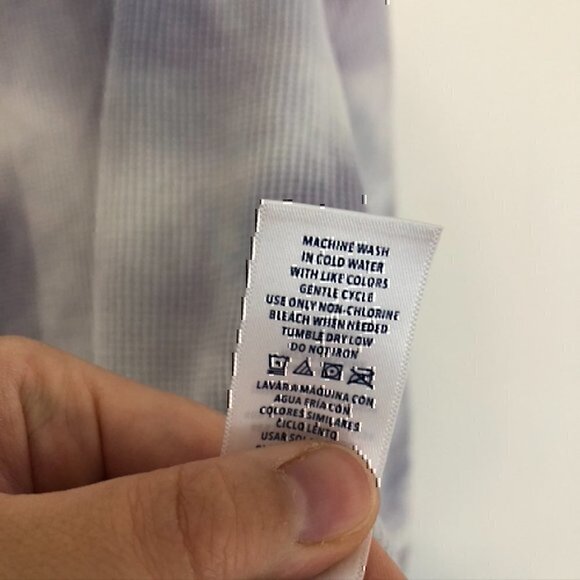 MACHINE WASH
IN COLD WATER
WITH LIKE COLORS
GENTLE CYCLE
USE ONLY NON-CHLORINE
BLEACH WHEN NEEDED
TUMBLE DRY LOW
DO NOT IRON
LAVAR A MAQUINA CON
AGUA FRIA CON
COLORES SIMILARES
CICLO LENTO
USAR